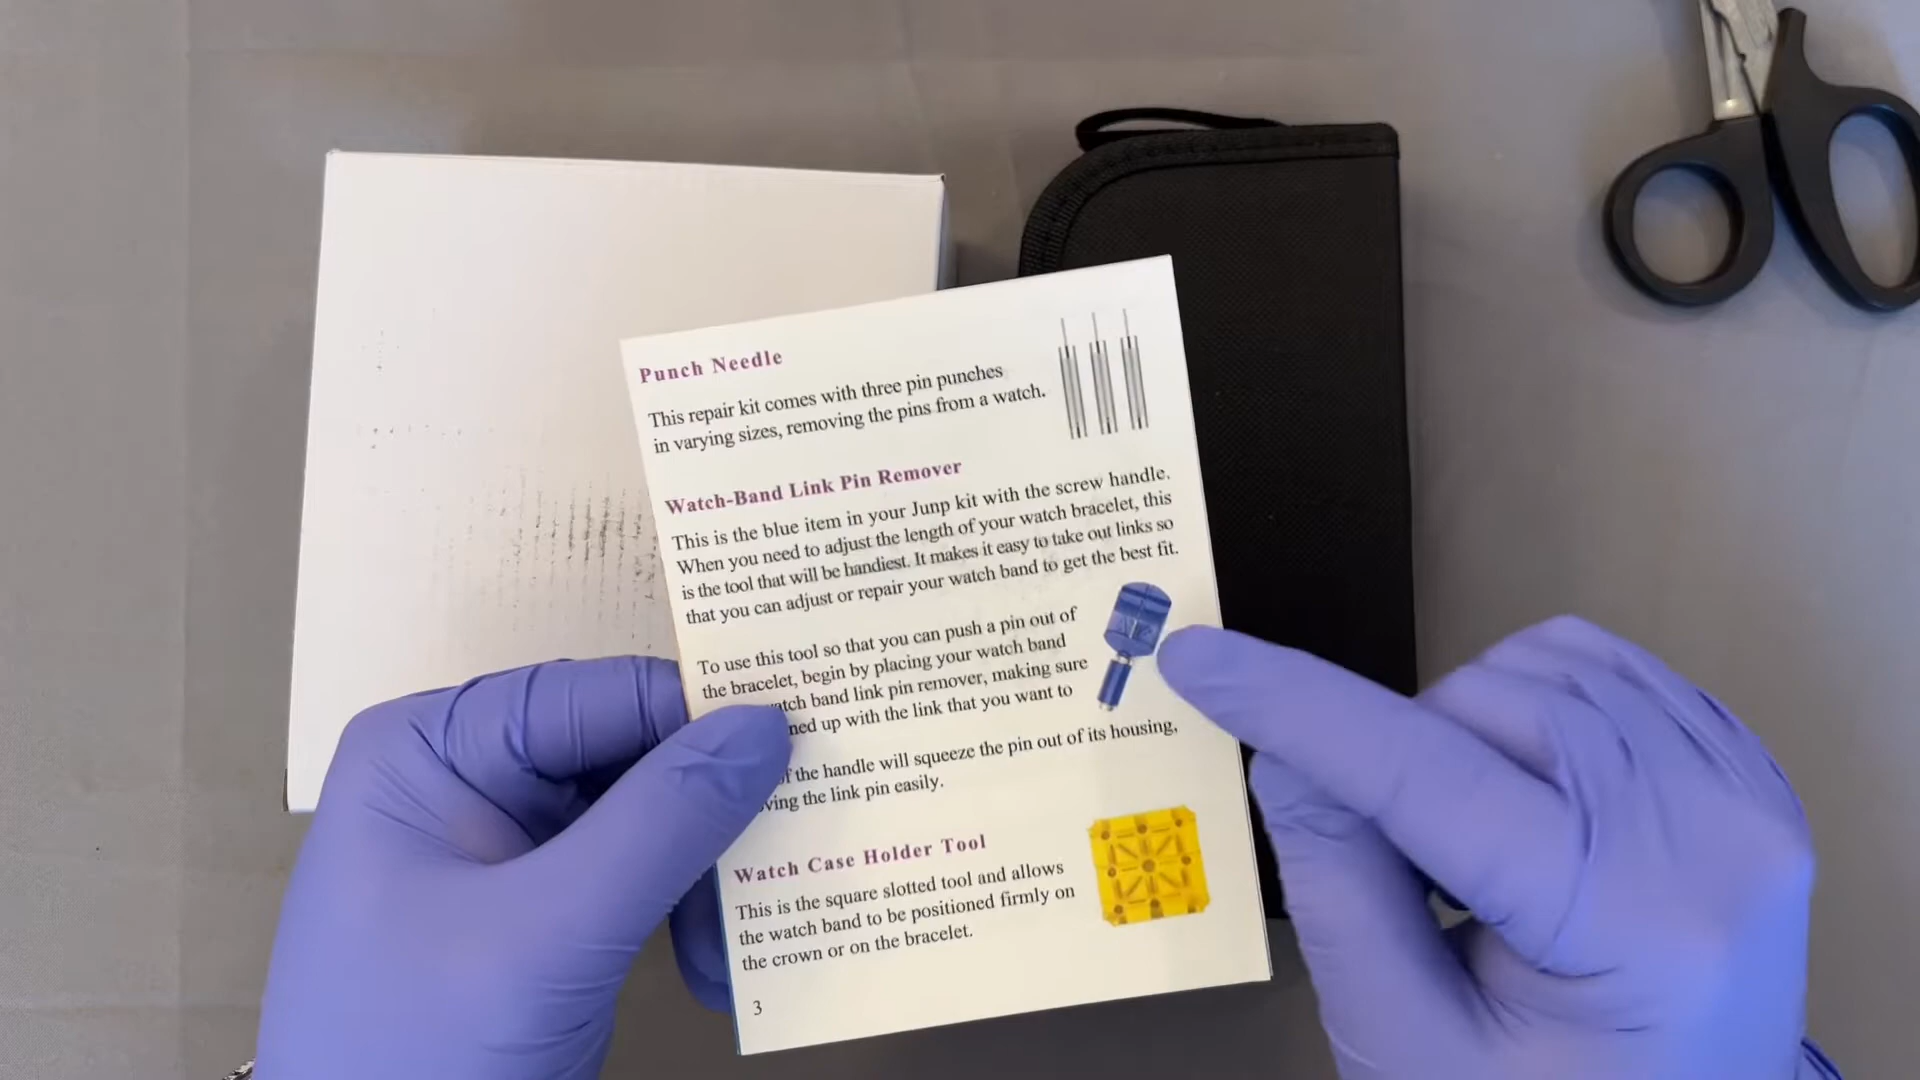 Punch Needle
This repair kit comes with three pin punches
in varying sizes, removing the pins from a watch.
Watch-Band Link Pin Remover
This is the blue item in your Junp kit with the screw handle.
When you need to adjust the length of your watch bracelet, this
is the tool that will be handiest. It makes it easy to take out links so
that you can adjust or repair your watch band to get the best fit.
To use this tool so that you can push a pin out of
the bracelet, begin by placing your watch band
band link pin remover, making sure
up with the link that you want to
the handle will squeeze the pin out of its housing,
the link pin easily.
Watch Case Holder Tool
This is the square slotted tool and allows
the watch band to be positioned firmly on
the crown or on the bracelet.
3